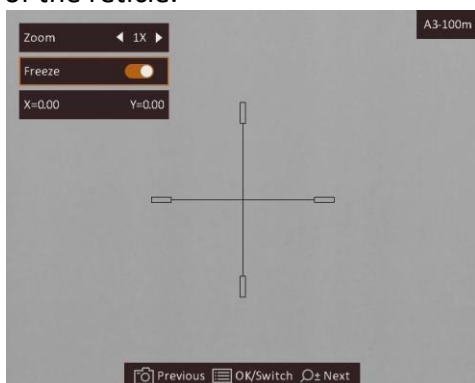 of the reticle.
A3-100m
Zoom 1X
Freeze
X=0.00 Y=0.00
Previous OK/Switch Next